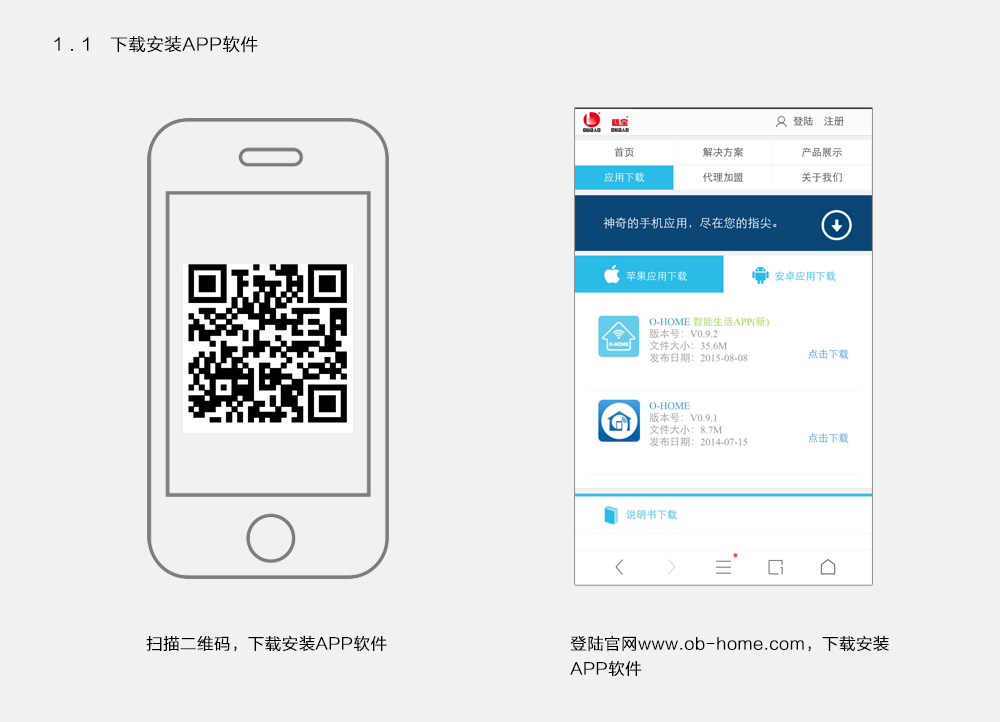 1.1 下载安装APP软件
OUBAO
欧宝
OUBAO
登陆 注册
首页 解决方案 产品展示
应用下载 代理加盟 关于我们
神奇的手机应用，尽在您的指尖。
苹果应用下载 安卓应用下载
O-HOME
O-HOME 智能生活APP(新)
版本号：V0.9.2
文件大小：35.6M
发布日期：2015-08-08
点击下载
O-HOME
版本号：V0.9.1
文件大小：8.7M
发布日期：2014-07-15
点击下载
说明书下载
1
扫描二维码，下载安装APP软件
登陆官网www.ob-home.com，下载安装
APP软件